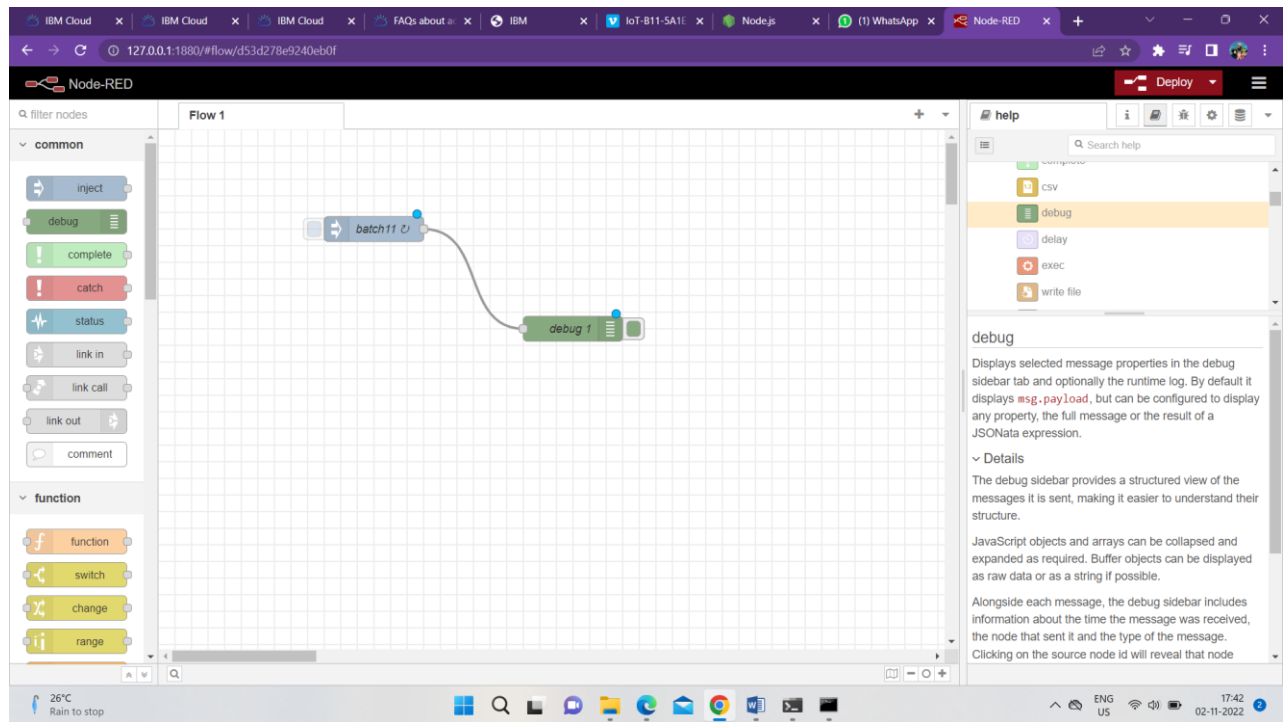 IBM Cloud
IBM Cloud
IBM Cloud
FAQs about ac
IBM
IoT-B11-5A1E
Node.js
(1) WhatsApp
Node-RED
127.0.0.1:1880/#flow/d53d278e9240eb0f
Node-RED
Deploy
filter nodes
Flow 1
help
i
Search help
common
inject
debug
complete
catch
status
link in
link call
link out
comment
function
function
switch
change
range
batch11 ↻
debug 1
complete
csv
debug
delay
exec
write file
debug
Displays selected message properties in the debug
sidebar tab and optionally the runtime log. By default it
displays msg.payload, but can be configured to display
any property, the full message or the result of a
JSONata expression.
Details
The debug sidebar provides a structured view of the
messages it is sent, making it easier to understand their
structure.
JavaScript objects and arrays can be collapsed and
expanded as required. Buffer objects can be displayed
as raw data or as a string if possible.
Alongside each message, the debug sidebar includes
information about the time the message was received,
the node that sent it and the type of the message.
Clicking on the source node id will reveal that node
26°C
Rain to stop
ENG
US
17:42
02-11-2022
2